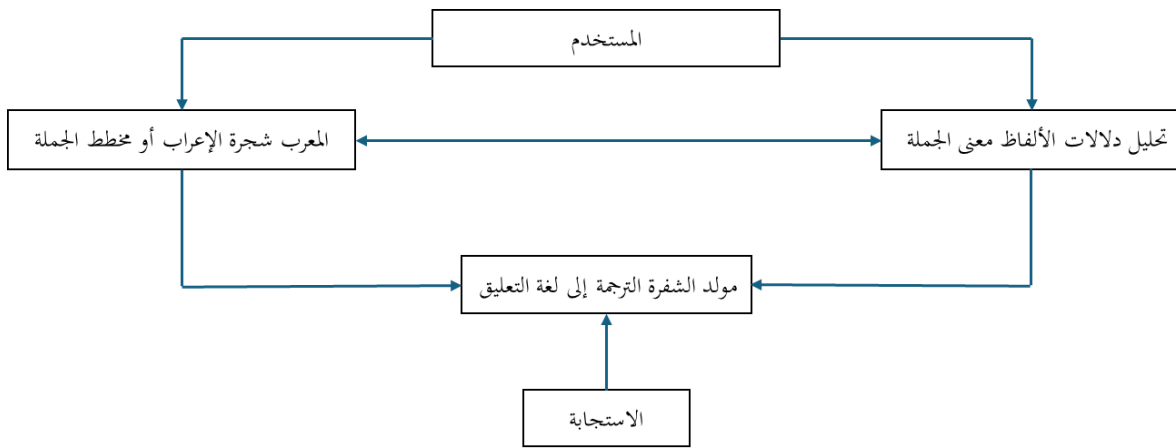 المستخدم
تحليل دلالات الألفاظ معنى الجملة
المعرب شجرة الإعراب أو مخطط الجملة
مولد الشفرة الترجمة إلى لغة التعليق
الاستجابة